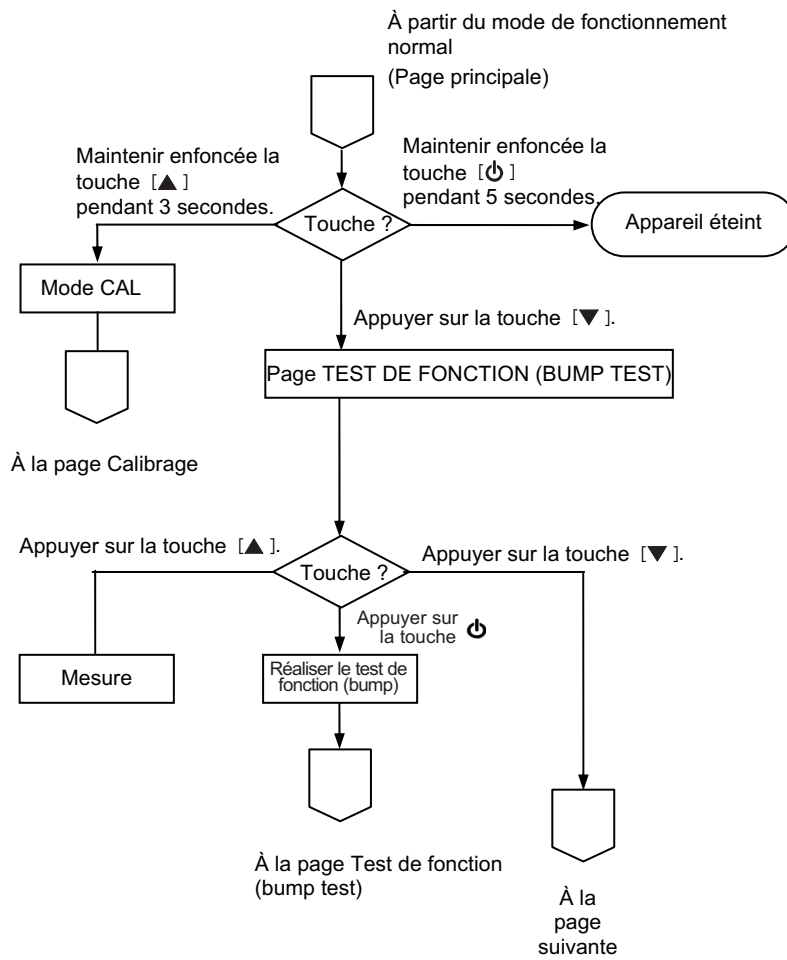 À partir du mode de fonctionnement
normal
(Page principale)
Maintenir enfoncée la
touche [▲]
pendant 3 secondes.
Maintenir enfoncée la
touche [⏻]
pendant 5 secondes.
Touche ?
Appareil éteint
Mode CAL
Appuyer sur la touche [▼].
Page TEST DE FONCTION (BUMP TEST)
À la page Calibrage
Appuyer sur la touche [▲].
Appuyer sur la touche [▼].
Touche ?
Appuyer sur
la touche ⏻
Mesure
Réaliser le test de
fonction (bump)
À la page Test de fonction
(bump test)
À la
page
suivante